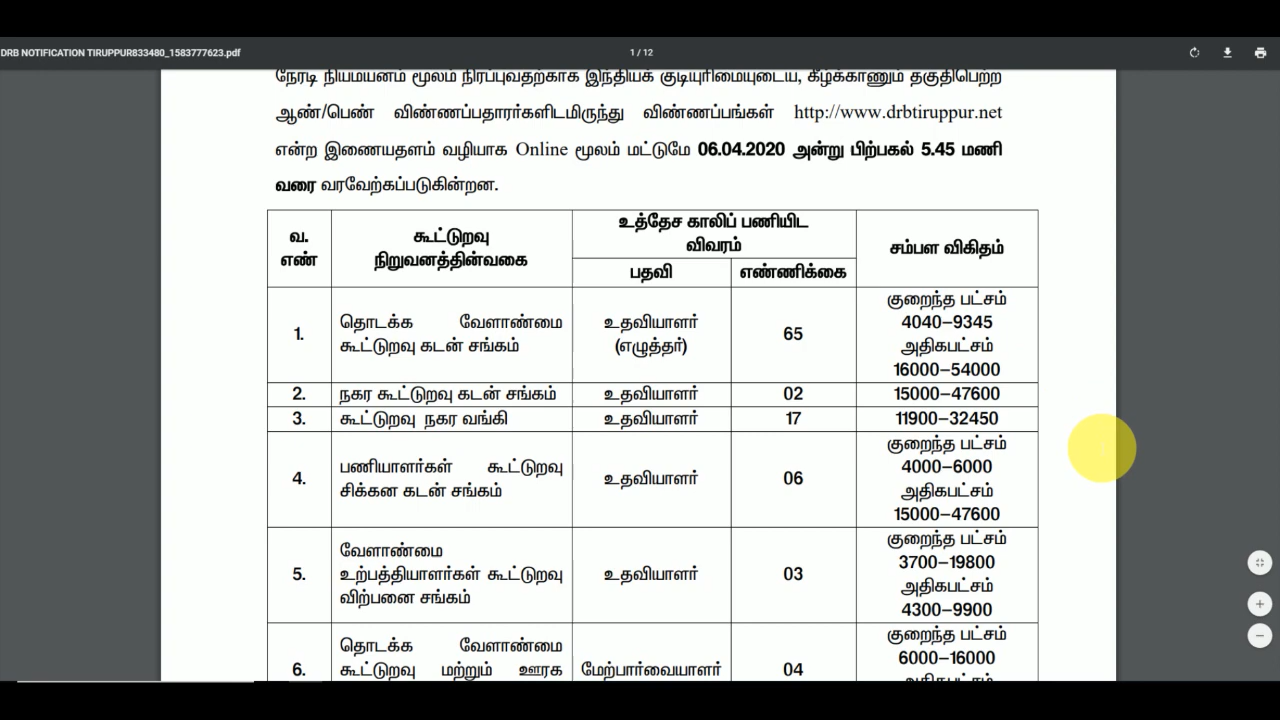 DRB NOTIFICATION TIRUPPUR833480_1583777623.pdf
1 / 12
நேரடி நியமயனம் மூலம் நிரப்புவதற்காக இந்தியக் குடியுரிமையுடைய, கீழ்க்காணும் தகுதிபெற்ற
ஆண்/பெண் விண்ணப்பதாரர்களிடமிருந்து விண்ணப்பங்கள் http://www.drbtiruppur.net
என்ற இணையதளம் வழியாக Online மூலம் மட்டுமே 06.04.2020 அன்று பிற்பகல் 5.45 மணி
வரை வரவேற்கப்படுகின்றன.
வ.
எண்
கூட்டுறவு
நிறுவனத்தின்வகை
உத்தேச காலிப் பணியிட
விவரம்
பதவி
எண்ணிக்கை
சம்பள விகிதம்
1.
தொடக்க வேளாண்மை
கூட்டுறவு கடன் சங்கம்
உதவியாளர்
(எழுத்தர்)
65
குறைந்த பட்சம்
4040–9345
அதிகபட்சம்
16000–54000
2.
நகர கூட்டுறவு கடன் சங்கம்
உதவியாளர்
02
15000–47600
3.
கூட்டுறவு நகர வங்கி
உதவியாளர்
17
11900–32450
4.
பணியாளர்கள் கூட்டுறவு
சிக்கன கடன் சங்கம்
உதவியாளர்
06
குறைந்த பட்சம்
4000–6000
அதிகபட்சம்
15000–47600
5.
வேளாண்மை
உற்பத்தியாளர்கள் கூட்டுறவு
விற்பனை சங்கம்
உதவியாளர்
03
குறைந்த பட்சம்
3700–19800
அதிகபட்சம்
4300–9900
6.
தொடக்க வேளாண்மை
கூட்டுறவு மற்றும் ஊரக
மேற்பார்வையாளர்
04
குறைந்த பட்சம்
6000–16000
அதிகபட்சம்